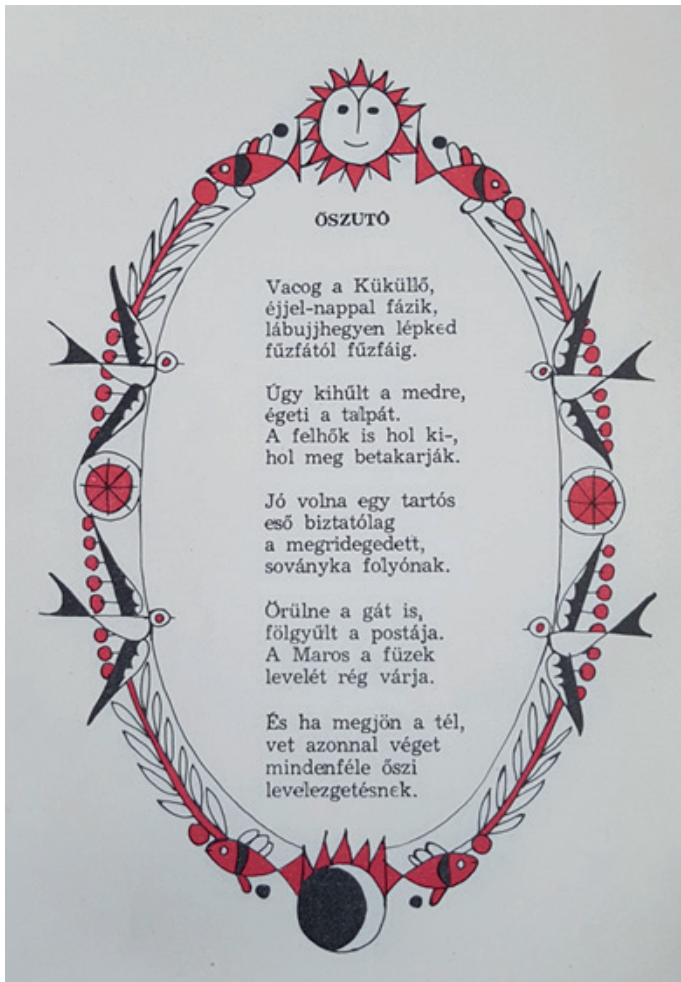 ŐSZUTÓ
Vacog a Küküllő,
éjjel-nappal fázik,
lábujjhegyen lépked
fűzfától fűzfáig.
Úgy kihűlt a medre,
égeti a talpát.
A felhők is hol ki-,
hol meg betakarják.
Jó volna egy tartós
eső biztatólag
a megridegedett,
soványka folyónak.
Örülne a gát is,
fölgyűlt a postája.
A Maros a füzek
levelét rég várja.
És ha megjön a tél,
vet azonnal véget
mindenféle őszi
levelezgetésnek.